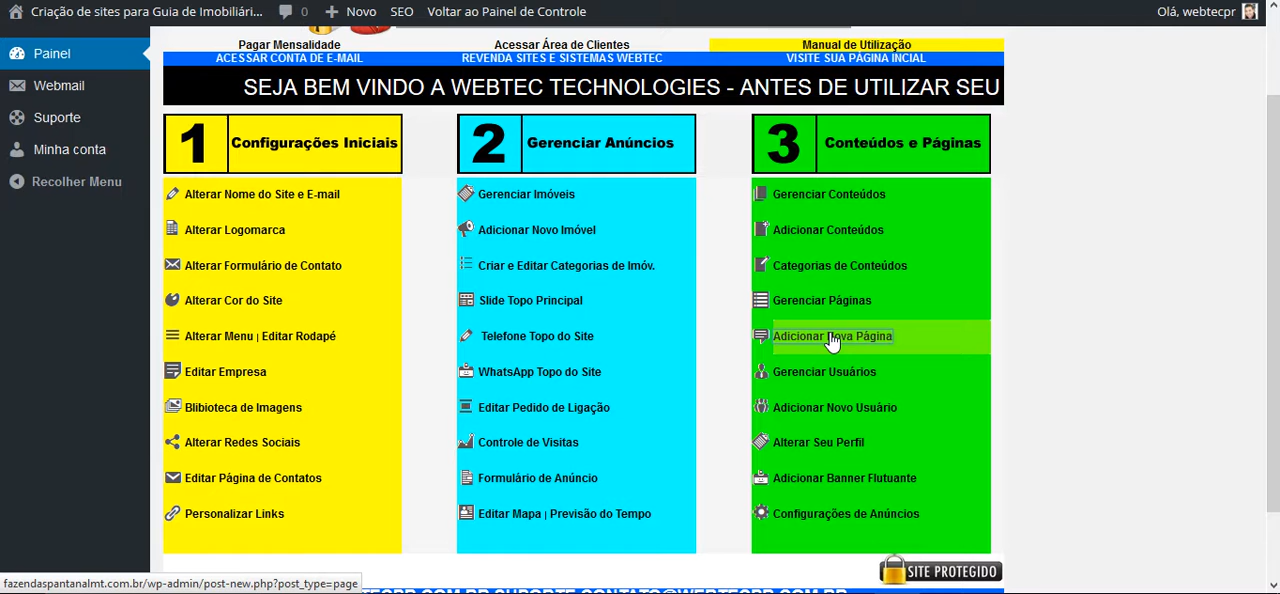 Criação de sites para Guia de Imobiliári... 0 Novo SEO Voltar ao Painel de Controle Olá, webtecpr
Painel
Webmail
Suporte
Minha conta
Recolher Menu
Pagar Mensalidade Acessar Área de Clientes Manual de Utilização
ACESSAR CONTA DE E-MAIL REVENDA SITES E SISTEMAS WEBTEC VISITE SUA PÁGINA INCIAL
SEJA BEM VINDO A WEBTEC TECHNOLOGIES - ANTES DE UTILIZAR SEU
1 Configurações Iniciais
Alterar Nome do Site e E-mail
Alterar Logomarca
Alterar Formulário de Contato
Alterar Cor do Site
Alterar Menu | Editar Rodapé
Editar Empresa
Blibioteca de Imagens
Alterar Redes Sociais
Editar Página de Contatos
Personalizar Links
2 Gerenciar Anúncios
Gerenciar Imóveis
Adicionar Novo Imóvel
Criar e Editar Categorias de Imóv.
Slide Topo Principal
Telefone Topo do Site
WhatsApp Topo do Site
Editar Pedido de Ligação
Controle de Visitas
Formulário de Anúncio
Editar Mapa | Previsão do Tempo
3 Conteúdos e Páginas
Gerenciar Conteúdos
Adicionar Conteúdos
Categorias de Conteúdos
Gerenciar Páginas
Adicionar Nova Página
Gerenciar Usuários
Adicionar Novo Usuário
Alterar Seu Perfil
Adicionar Banner Flutuante
Configurações de Anúncios
SITE PROTEGIDO
fazendaspantanalmt.com.br/wp-admin/post-new.php?post_type=page